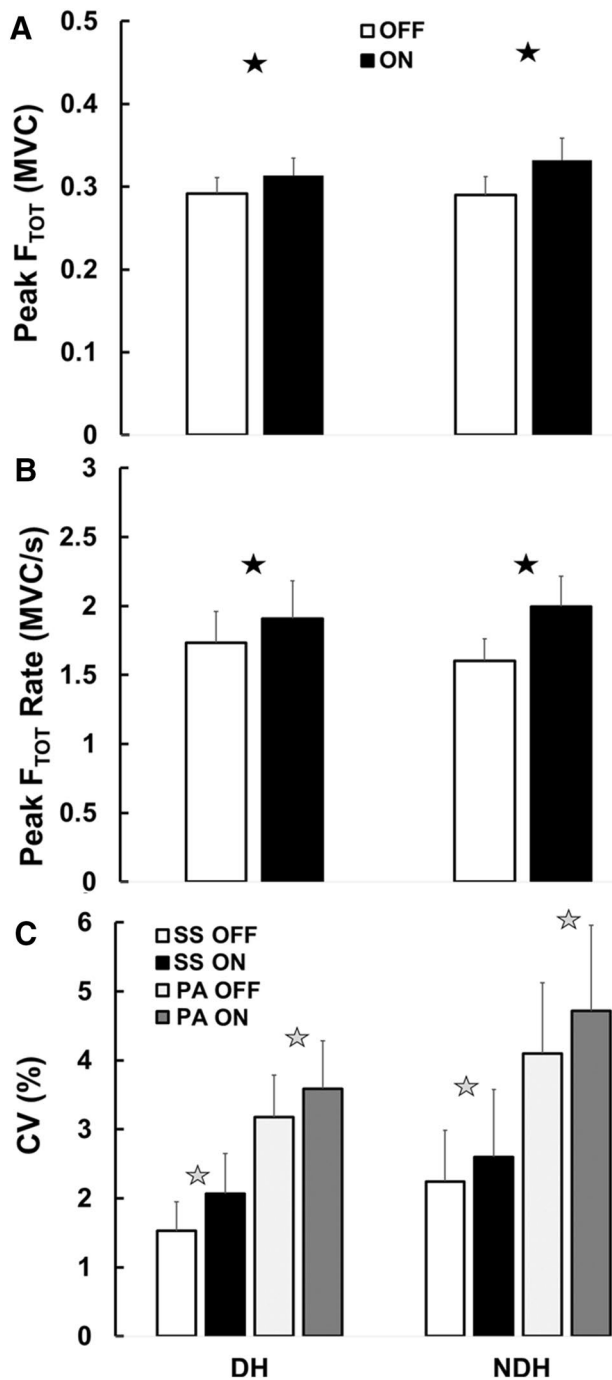 A
Peak FTOT (MVC)
0.5
0.4
0.3
0.2
0.1
0
OFF
ON
B
Peak FTOT Rate (MVC/s)
3
2.5
2
1.5
1
0.5
0
C
CV (%)
6
5
4
3
2
1
0
SS OFF
SS ON
PA OFF
PA ON
DH NDH